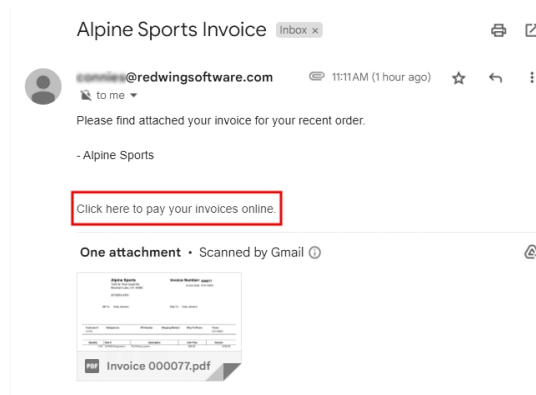 Alpine Sports Invoice Inbox ×
@redwingsoftware.com 11:11 AM (1 hour ago)
to me
Please find attached your invoice for your recent order.
- Alpine Sports
Click here to pay your invoices online.
One attachment • Scanned by Gmail
Alpine Sports Invoice Number:
PDF Invoice 000077.pdf